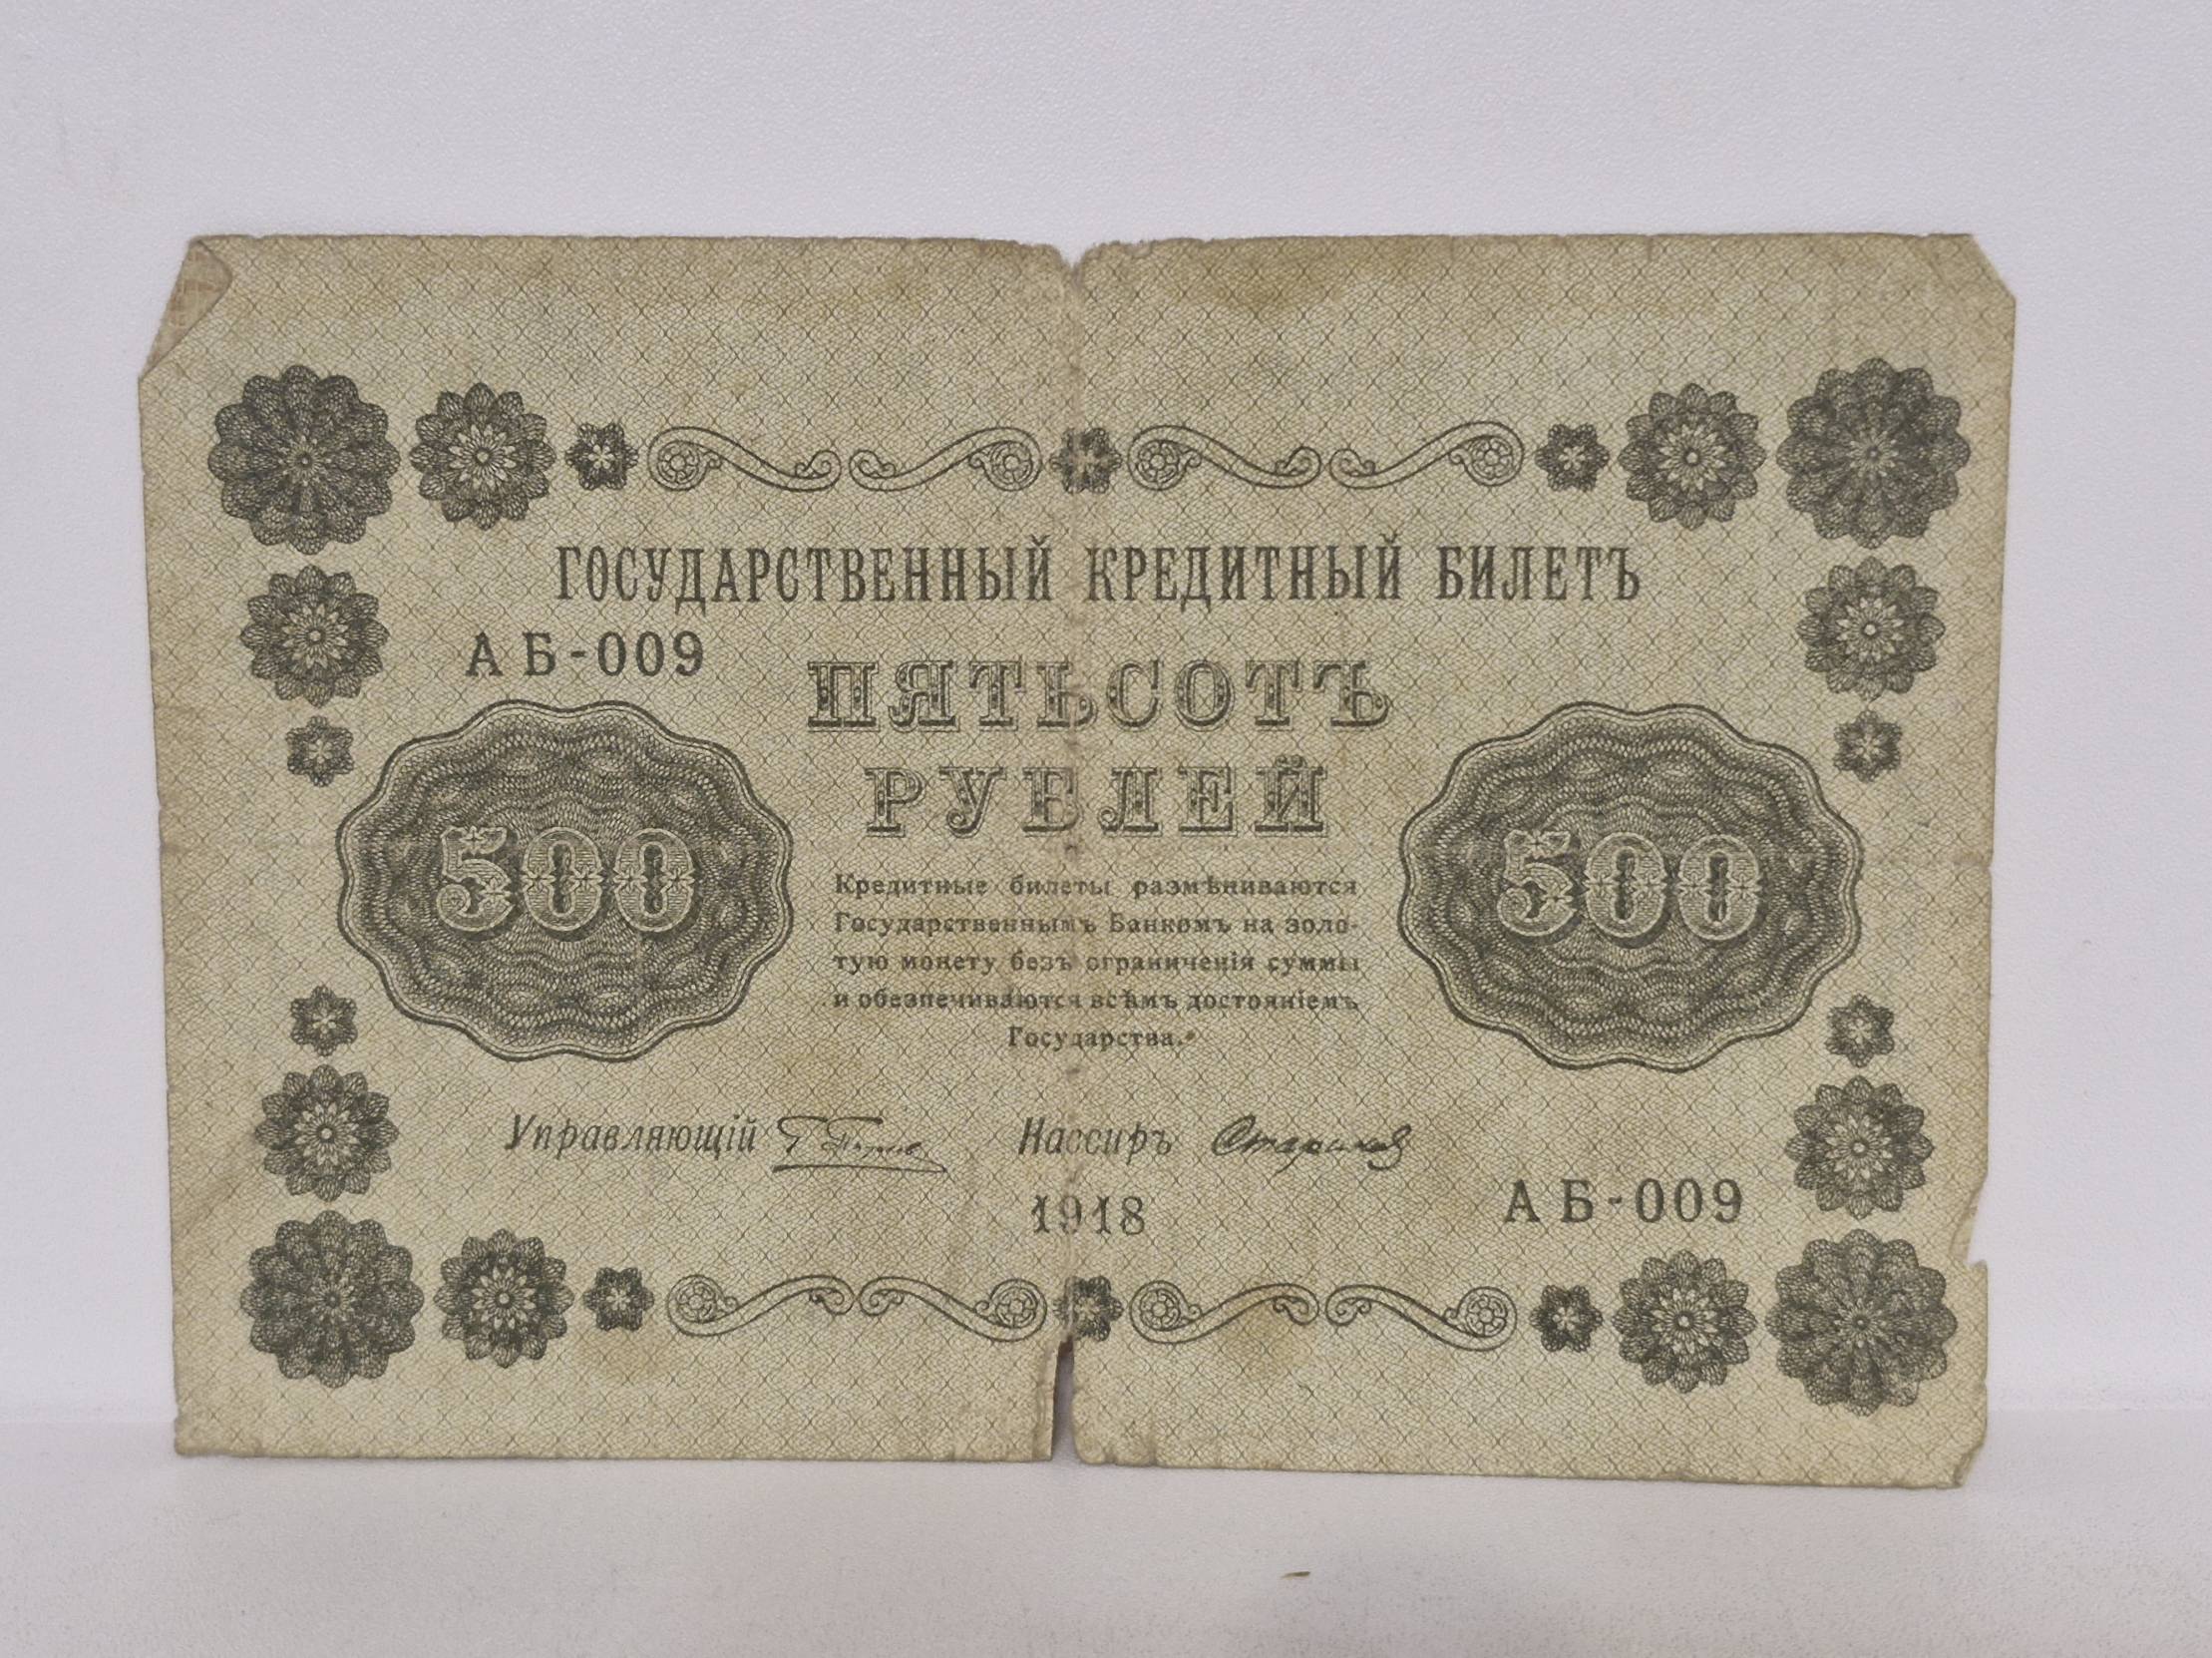 ГОСУДАРСТВЕННЫЙ КРЕДИТНЫЙ БИЛЕТЪ
АБ-009
ПЯТЬСОТЪ
РУБЛЕЙ
500
500
Кредитные билеты размѣниваются
Государственнымъ Банкомъ на золо-
тую монету безъ ограниченія суммы
и обезпечиваются всѣмъ достояніемъ
Государства.
Управляющій
Кассиръ Стариков
1918
АБ-009